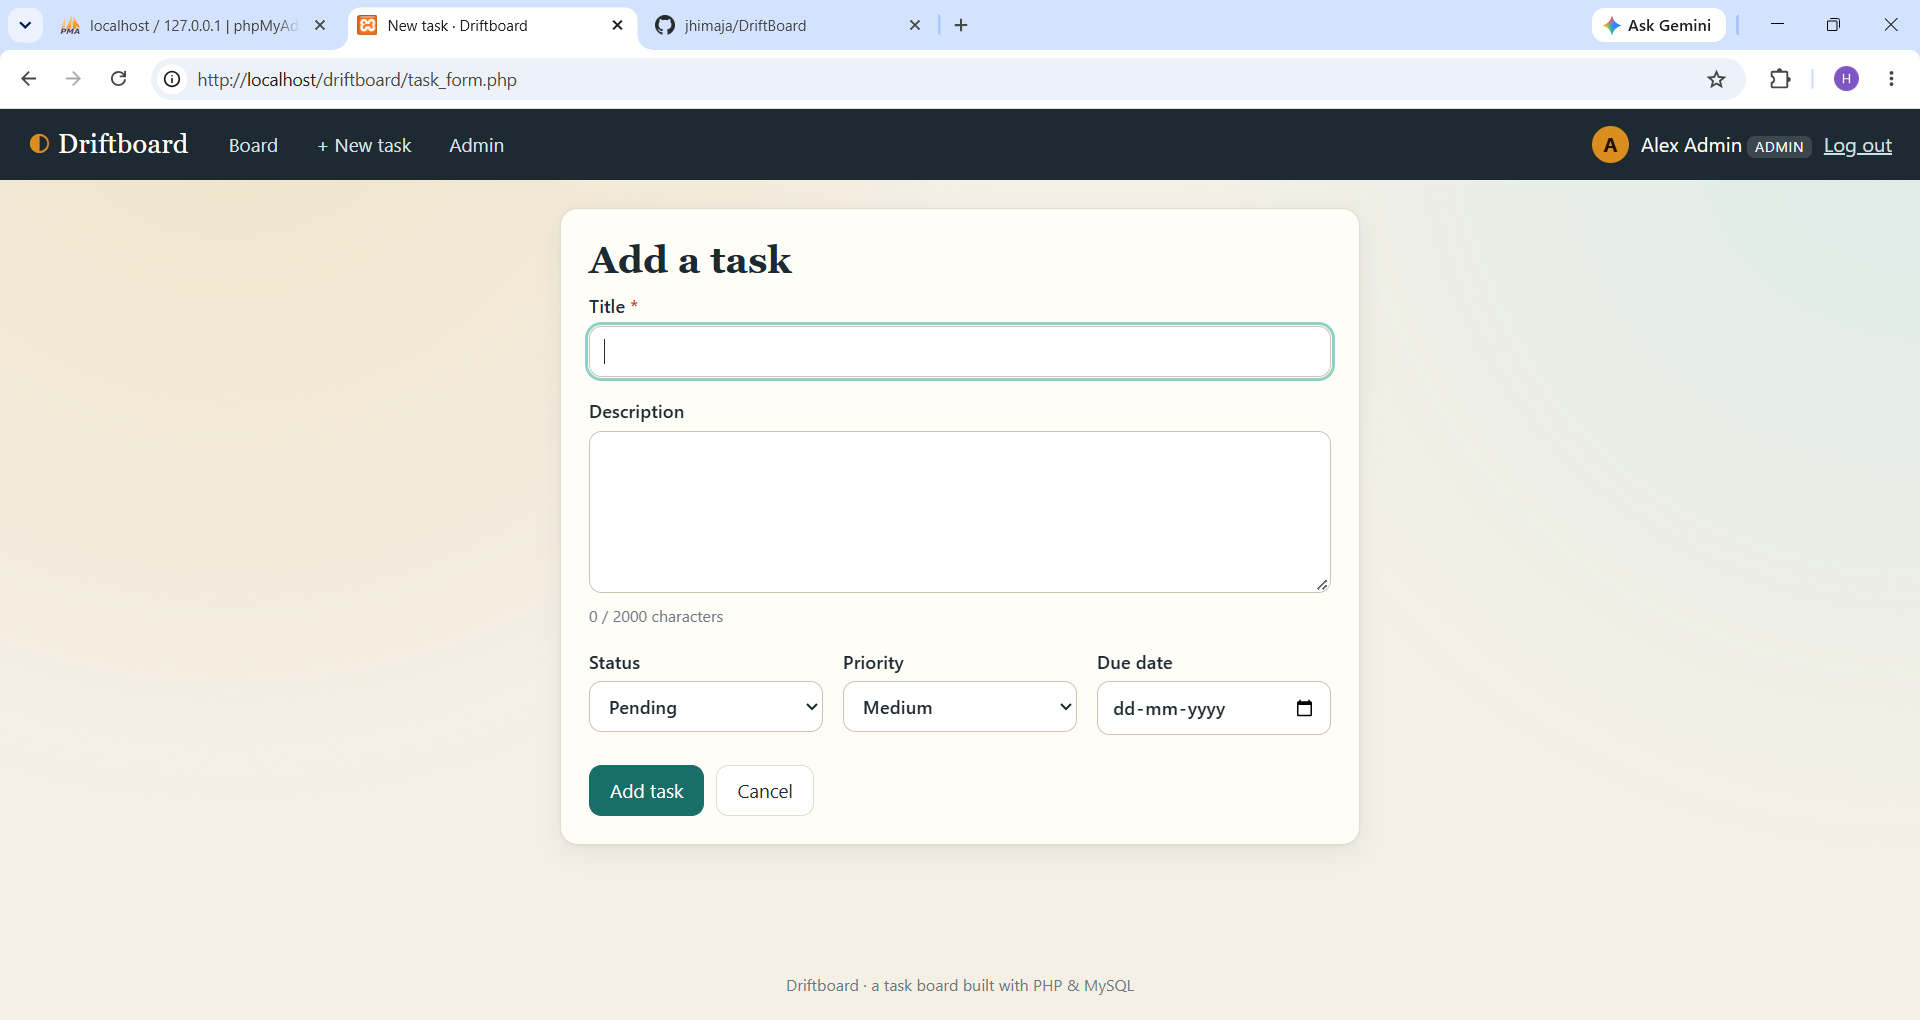 localhost / 127.0.0.1 | phpMyAd
New task · Driftboard
jhimaja/DriftBoard
Ask Gemini
http://localhost/driftboard/task_form.php
H
Driftboard
Board
+ New task
Admin
A
Alex Admin ADMIN
Log out
Add a task
Title *
Description
0 / 2000 characters
Status
Priority
Due date
Pending
Medium
dd-mm-yyyy
Add task
Cancel
Driftboard · a task board built with PHP & MySQL